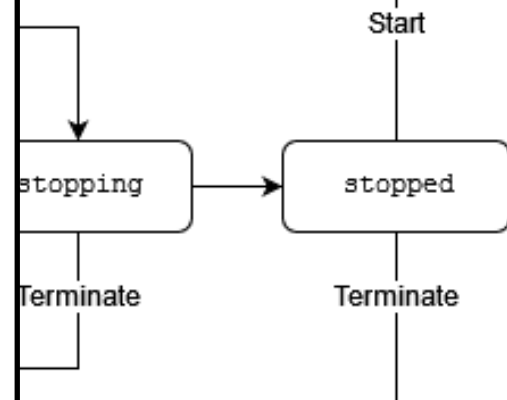 Start
stopping
stopped
Terminate
Terminate